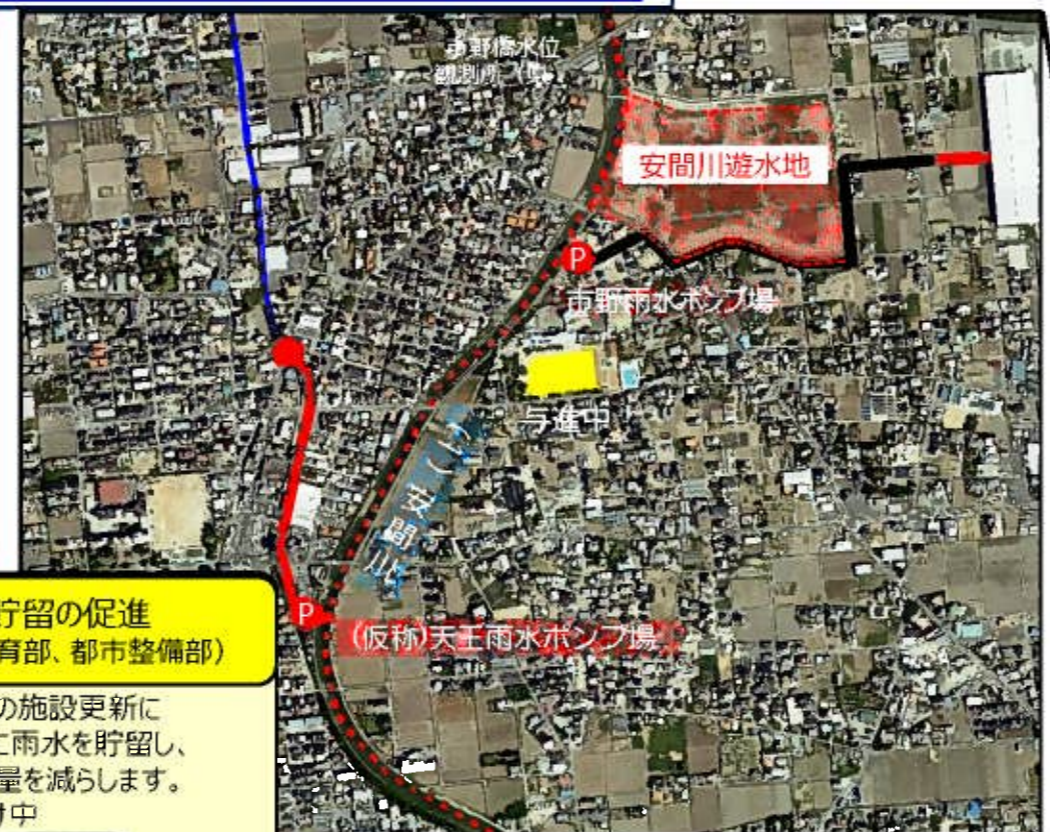 市野橋水位
観測所（県）
安間川遊水地
P
市野雨水ポンプ場
与進中
(二)安間川
P
(仮称)天王雨水ポンプ場
貯留の促進
育部、都市整備部）
の施設更新に
に雨水を貯留し、
量を減らします。
中